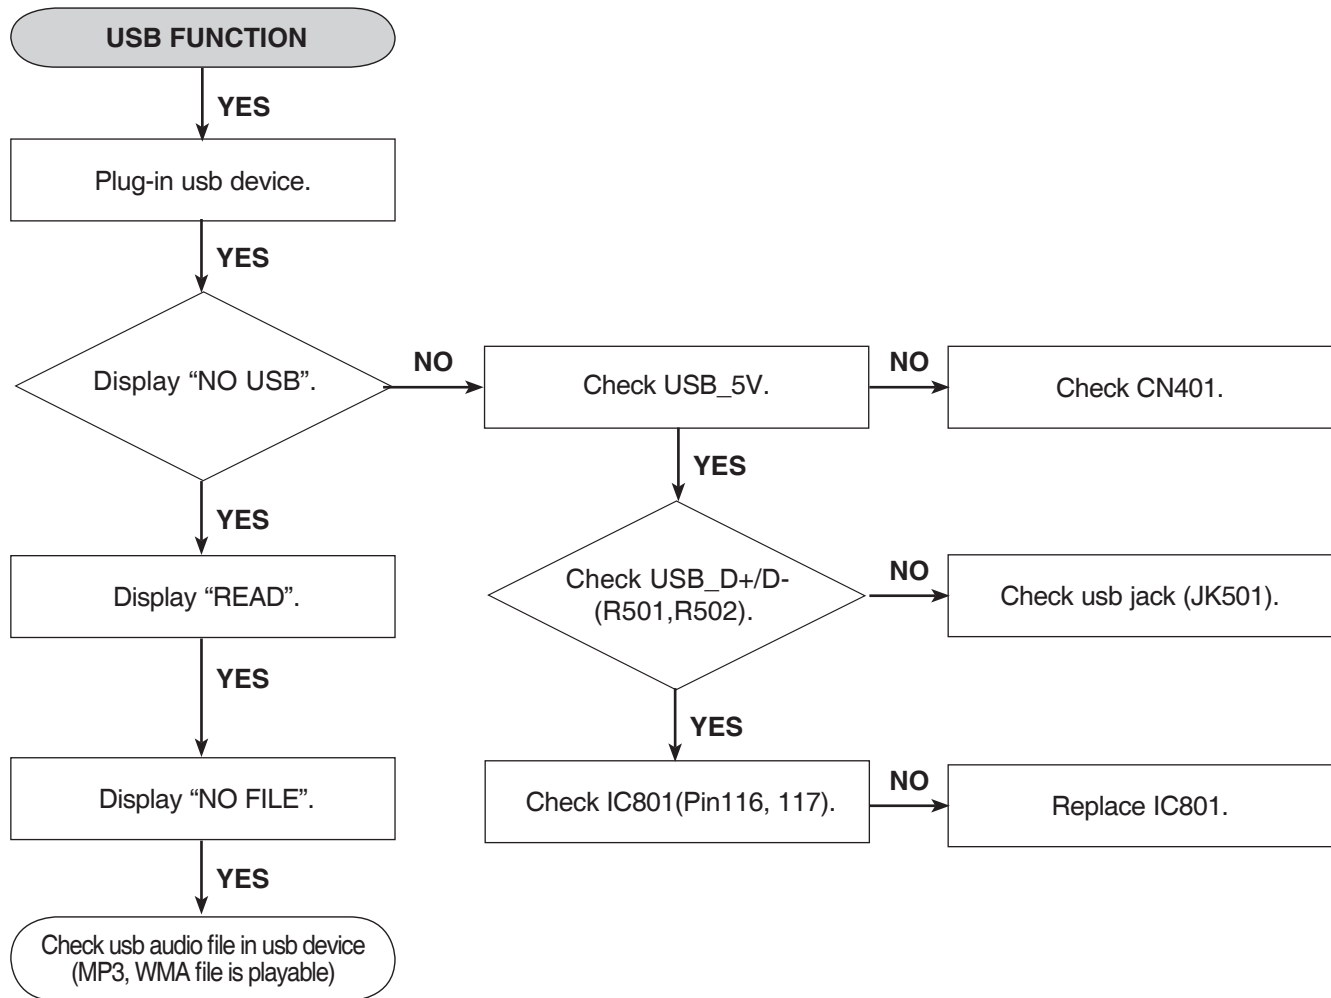 USB FUNCTION
YES
Plug-in usb device.
YES
Display “NO USB”.
NO
Check USB_5V.
NO
Check CN401.
YES
YES
Display “READ”.
Check USB_D+/D-
(R501,R502).
NO
Check usb jack (JK501).
YES
YES
Display “NO FILE”.
Check IC801(Pin116, 117).
NO
Replace IC801.
YES
Check usb audio file in usb device
(MP3, WMA file is playable)